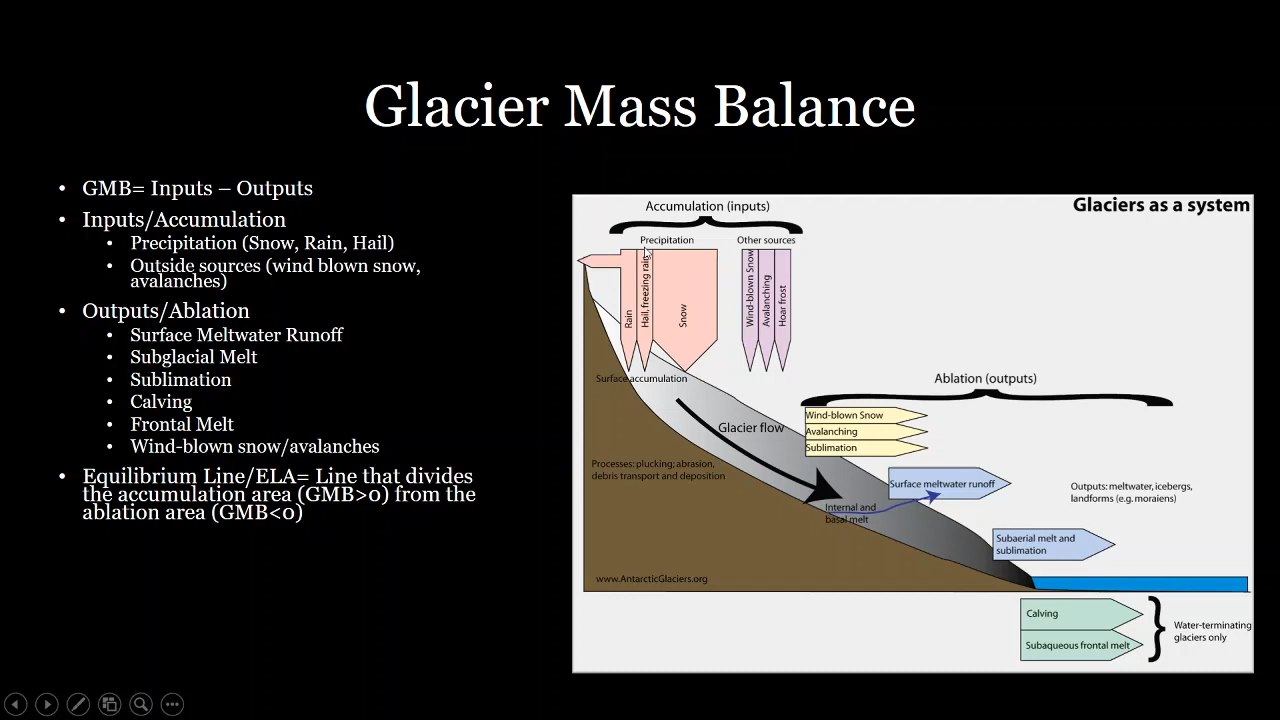 Glacier Mass Balance
• GMB= Inputs – Outputs
• Inputs/Accumulation
• Precipitation (Snow, Rain, Hail)
• Outside sources (wind blown snow,
avalanches)
• Outputs/Ablation
• Surface Meltwater Runoff
• Subglacial Melt
• Sublimation
• Calving
• Frontal Melt
• Wind-blown snow/avalanches
• Equilibrium Line/ELA= Line that divides
the accumulation area (GMB>0) from the
ablation area (GMB<0)
Glaciers as a system
Accumulation (inputs)
Precipitation
Other sources
Rain
Hail, freezing rain
Snow
Wind-blown Snow
Avalanching
Hoar frost
Surface accumulation
Ablation (outputs)
Wind-blown Snow
Avalanching
Sublimation
Glacier flow
Processes: plucking; abrasion,
debris transport and deposition
Surface meltwater runoff
Outputs: meltwater, icebergs,
landforms (e.g. moraiens)
Internal and
basal melt
Subaerial melt and
sublimation
www.AntarcticGlaciers.org
Calving
Subaqueous frontal melt
Water-terminating
glaciers only